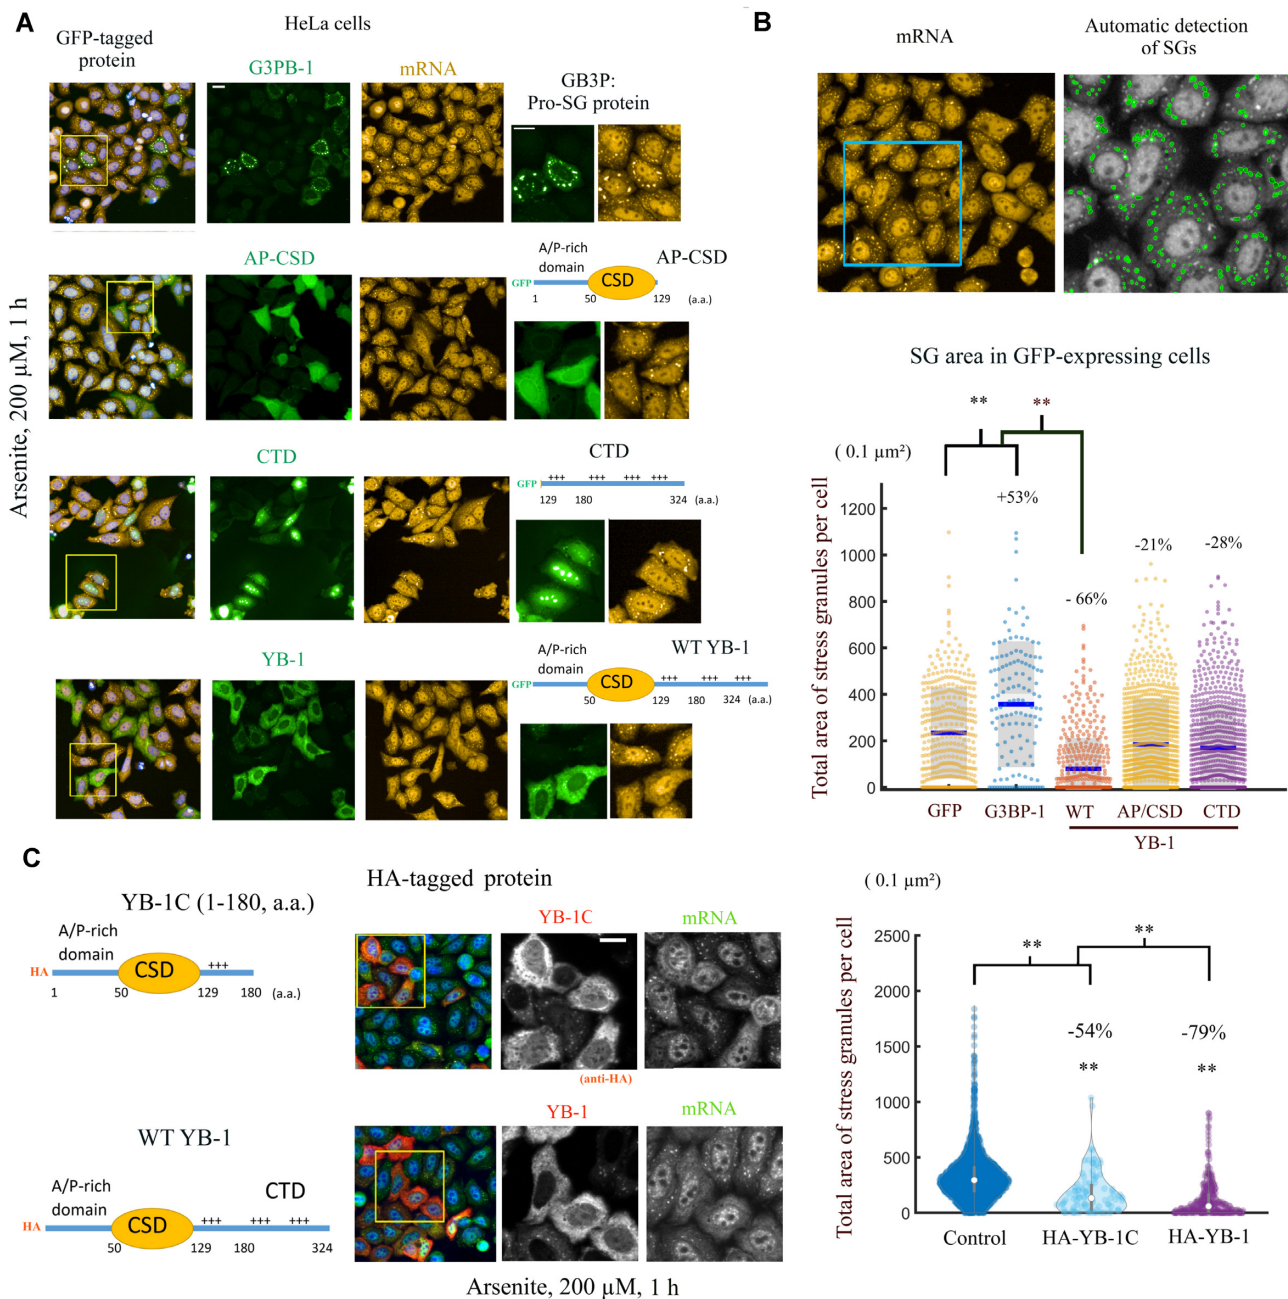 A
HeLa cells
GFP-tagged
protein
G3PB-1
mRNA
GB3P:
Pro-SG protein
Arsenite, 200 µM, 1 h
AP-CSD
A/P-rich
domain
AP-CSD
CSD
GFP
1 50 129 (a.a.)
CTD
CTD
+++ +++ +++ +++
GFP
129 180 324 (a.a.)
YB-1
A/P-rich
domain
WT YB-1
CSD
+++ +++ +++
GFP
50 129 180 324 (a.a.)
B
mRNA
Automatic detection
of SGs
SG area in GFP-expressing cells
** **
( 0.1 µm²)
Total area of stress granules per cell
+53%
- 66%
-21%
-28%
1200
1000
800
600
400
200
0
GFP G3BP-1 WT AP/CSD CTD
YB-1
C
HA-tagged protein
YB-1C (1-180, a.a.)
A/P-rich
domain
CSD
+++
HA
1 50 129 180 (a.a.)
YB-1C
mRNA
(anti-HA)
WT YB-1
A/P-rich
domain
CTD
CSD
+++ +++ +++
HA
50 129 180 324
YB-1
mRNA
Arsenite, 200 µM, 1 h
( 0.1 µm²)
Total area of stress granules per cell
** **
-54% -79%
** **
2500
2000
1500
1000
500
0
Control HA-YB-1C HA-YB-1